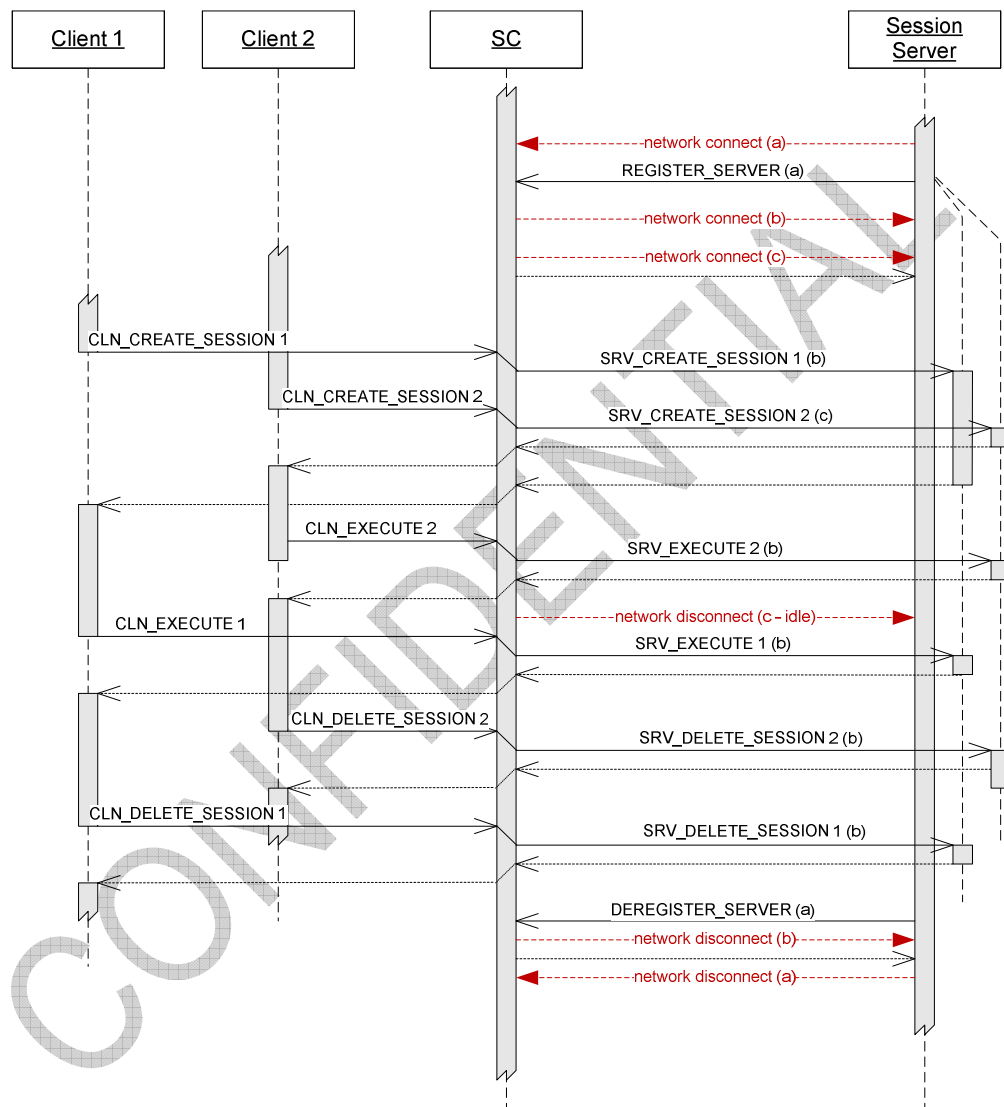 Client 1
Client 2
SC
Session
Server
network connect (a)
REGISTER_SERVER (a)
network connect (b)
network connect (c)
CLN_CREATE_SESSION 1
SRV_CREATE_SESSION 1 (b)
CLN_CREATE_SESSION 2
SRV_CREATE_SESSION 2 (c)
CLN_EXECUTE 2
SRV_EXECUTE 2 (b)
network disconnect (c - idle)
CLN_EXECUTE 1
SRV_EXECUTE 1 (b)
CLN_DELETE_SESSION 2
SRV_DELETE_SESSION 2 (b)
CLN_DELETE_SESSION 1
SRV_DELETE_SESSION 1 (b)
DEREGISTER_SERVER (a)
network disconnect (b)
network disconnect (a)
CONFIDENTIAL